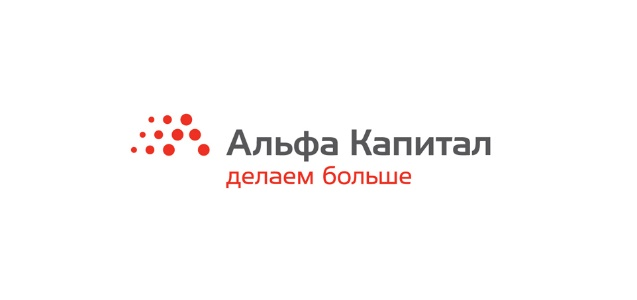 Альфа Капитал
делаем больше